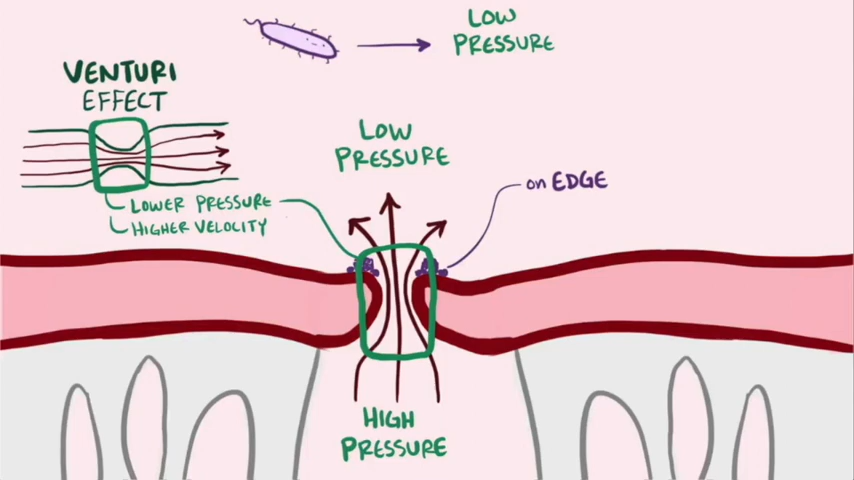 LOW
PRESSURE
VENTURI
EFFECT
LOW
PRESSURE
on EDGE
LOWER PRESSURE
HIGHER VELOCITY
HIGH
PRESSURE